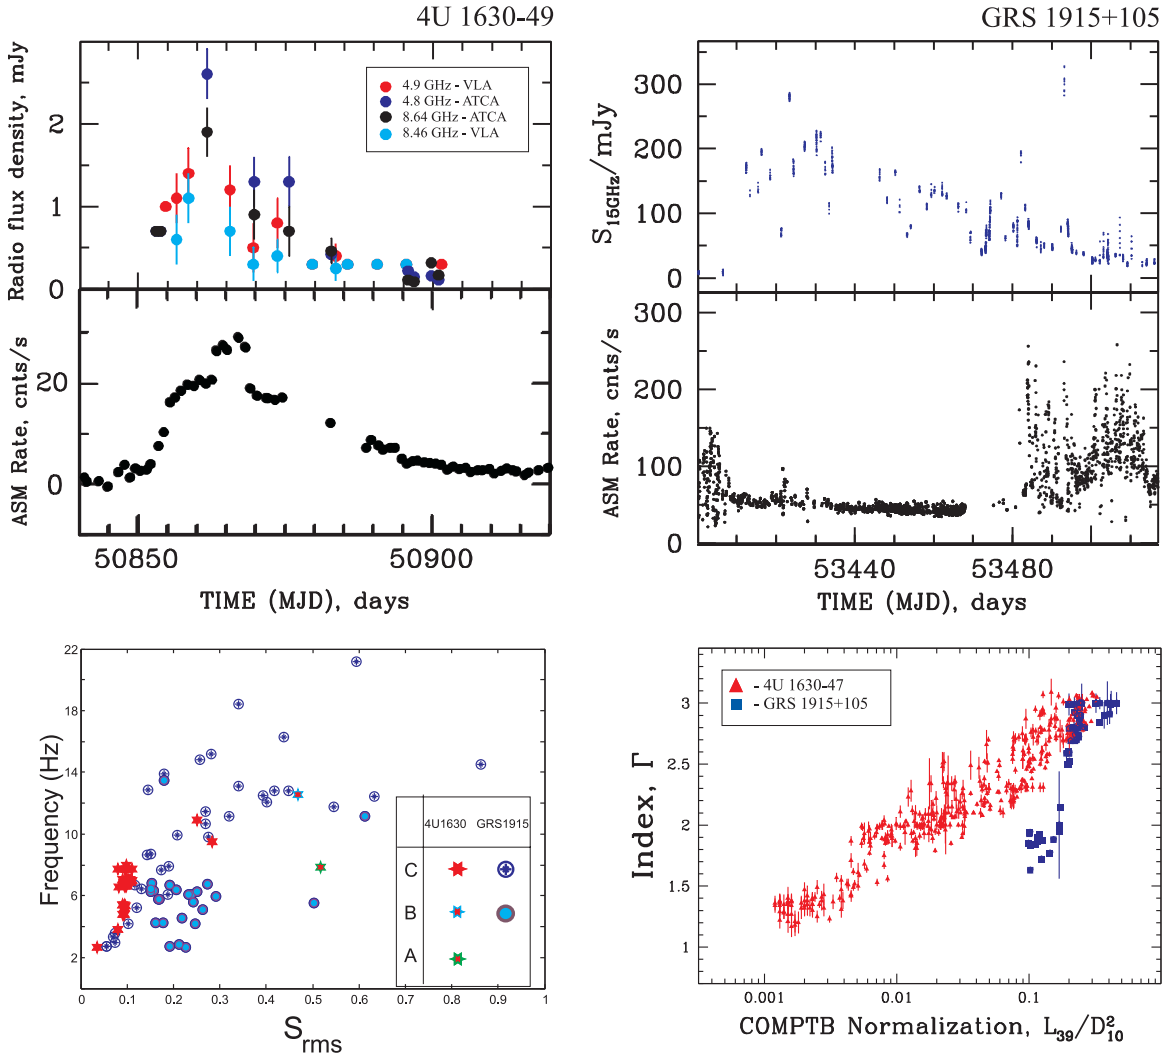 4U 1630-49
Radio flux density, mJy
2
1
0
4.9 GHz - VLA
4.8 GHz - ATCA
8.64 GHz - ATCA
8.46 GHz - VLA
ASM Rate, cnts/s
20
0
50850
50900
TIME (MJD), days
GRS 1915+105
S15GHz/mJy
300
200
100
0
ASM Rate, cnts/s
300
200
100
0
53440
53480
TIME (MJD), days
Frequency (Hz)
22
18
14
10
6
2
0 0.1 0.2 0.3 0.4 0.5 0.6 0.7 0.8 0.9 1
Srms
4U1630 GRS1915
C
B
A
Index, Γ
3
2.5
2
1.5
1
- 4U 1630-47
- GRS 1915+105
0.001 0.01 0.1
COMPTB Normalization, L39/D²10